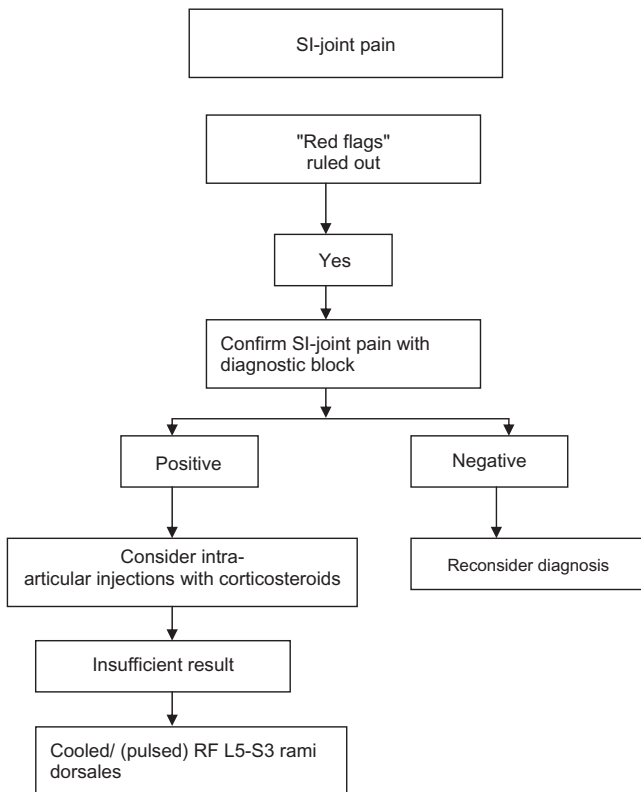 SI-joint pain
"Red flags"
ruled out
Yes
Confirm SI-joint pain with
diagnostic block
Positive
Negative
Consider intra-
articular injections with corticosteroids
Reconsider diagnosis
Insufficient result
Cooled/ (pulsed) RF L5-S3 rami
dorsales